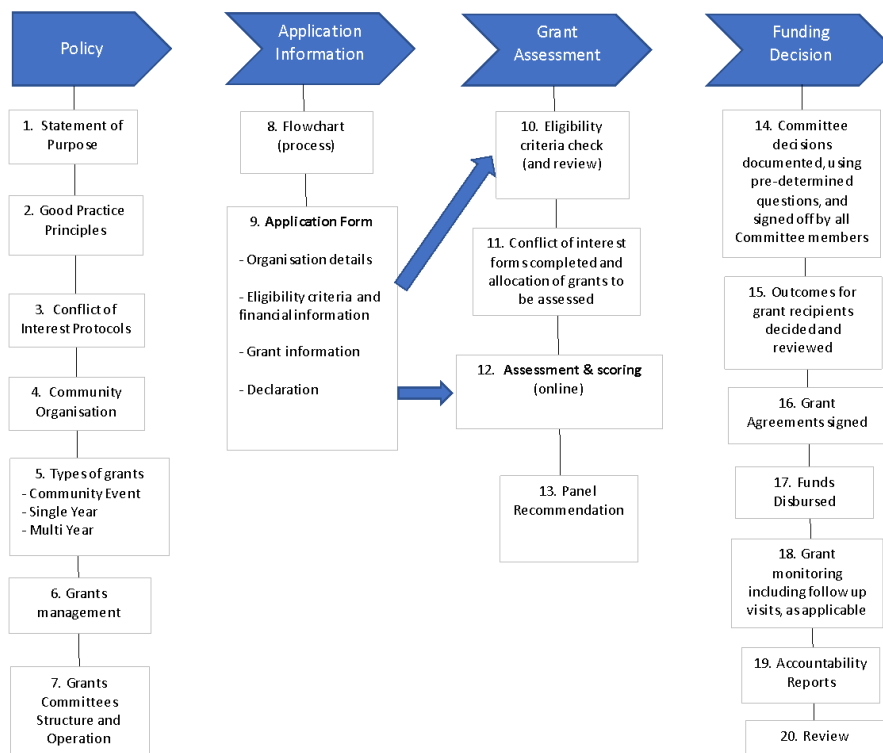 Policy
1. Statement of
Purpose
2. Good Practice
Principles
3. Conflict of
Interest Protocols
4. Community
Organisation
5. Types of grants
- Community Event
- Single Year
- Multi Year
6. Grants
management
7. Grants
Committees
Structure and
Operation
Application
Information
8. Flowchart
(process)
9. Application Form
- Organisation details
- Eligibility criteria and
financial information
- Grant information
- Declaration
Grant
Assessment
10. Eligibility
criteria check
(and review)
11. Conflict of interest
forms completed and
allocation of grants to
be assessed
12. Assessment & scoring
(online)
13. Panel
Recommendation
Funding
Decision
14. Committee
decisions
documented, using
pre-determined
questions, and
signed off by all
Committee members
15. Outcomes for
grant recipients
decided and
reviewed
16. Grant
Agreements signed
17. Funds
Disbursed
18. Grant
monitoring
including follow up
visits, as applicable
19. Accountability
Reports
20. Review